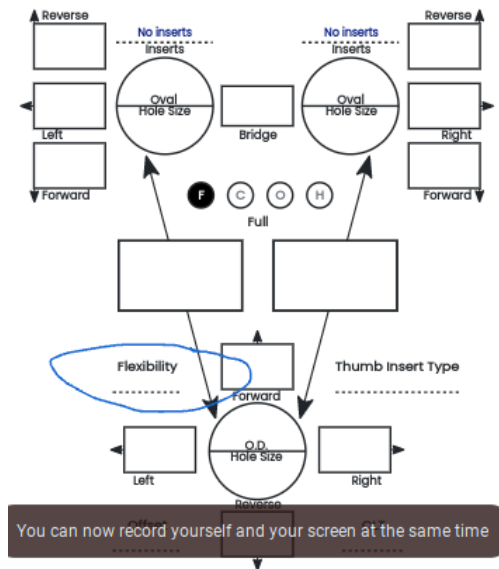 Reverse
Reverse
No inserts
No inserts
Inserts
Inserts
Oval
Hole Size
Oval
Hole Size
Left
Bridge
Right
Forward
Forward
F C O H
Full
Flexibility
Thumb Insert Type
Forward
O.D.
Hole Size
Left
Right
Reverse
You can now record yourself and your screen at the same time